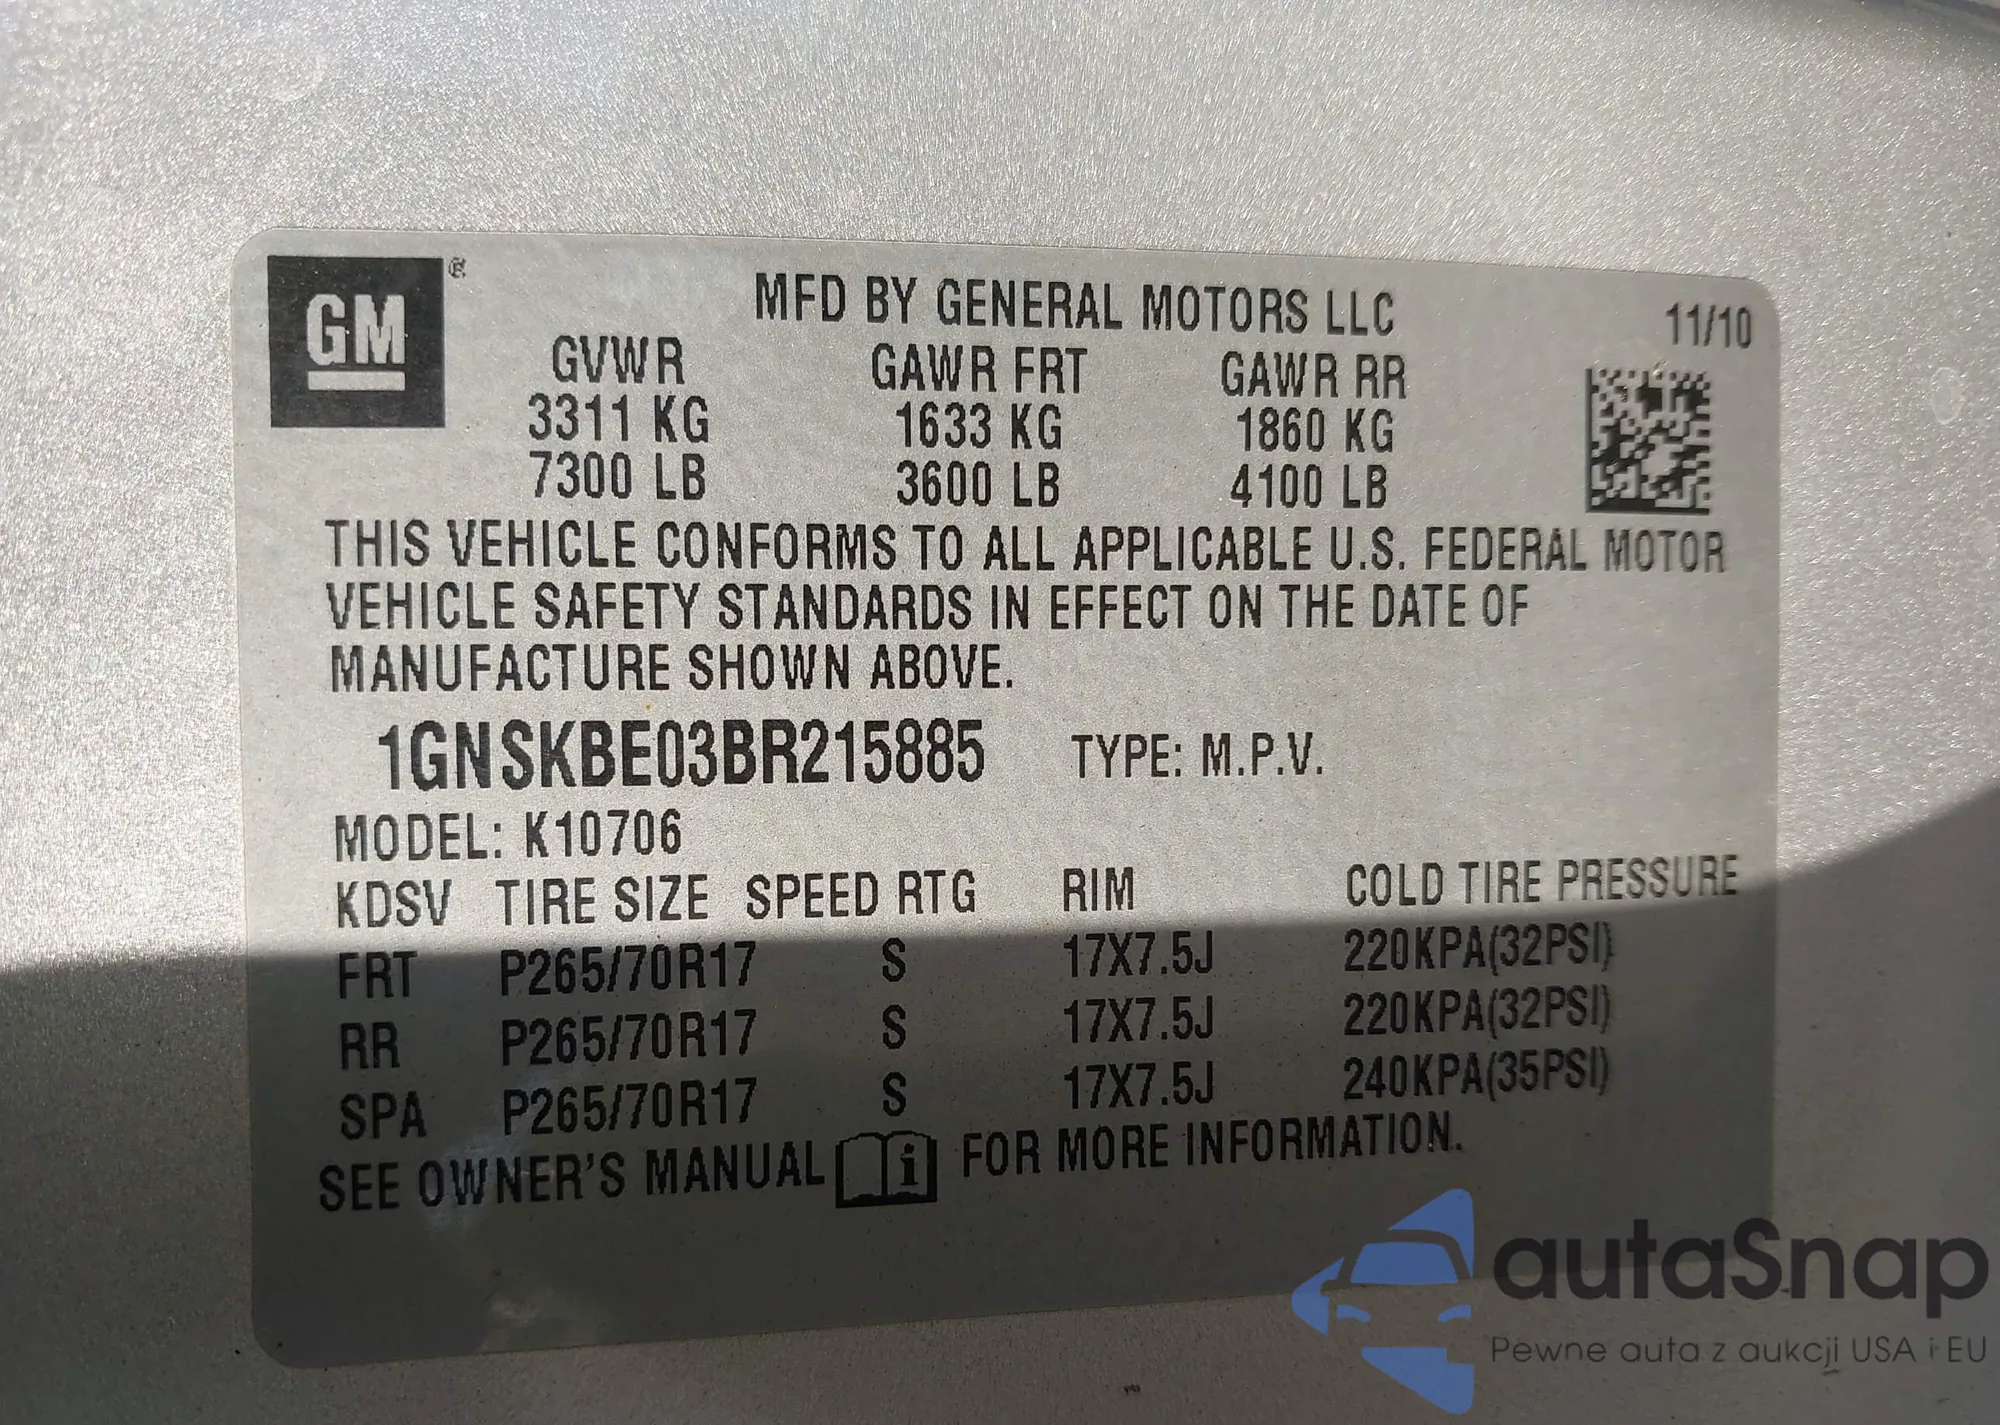 GM ®
MFD BY GENERAL MOTORS LLC 11/10
GVWR GAWR FRT GAWR RR
3311 KG 1633 KG 1860 KG
7300 LB 3600 LB 4100 LB
THIS VEHICLE CONFORMS TO ALL APPLICABLE U.S. FEDERAL MOTOR
VEHICLE SAFETY STANDARDS IN EFFECT ON THE DATE OF
MANUFACTURE SHOWN ABOVE.
1GNSKBE03BR215885 TYPE: M.P.V.
MODEL: K10706
KDSV TIRE SIZE SPEED RTG RIM COLD TIRE PRESSURE
FRT P265/70R17 S 17X7.5J 220KPA(32PSI)
RR P265/70R17 S 17X7.5J 220KPA(32PSI)
SPA P265/70R17 S 17X7.5J 240KPA(35PSI)
SEE OWNER'S MANUAL i FOR MORE INFORMATION.
autaSnap
Pewne auta z aukcji USA i EU